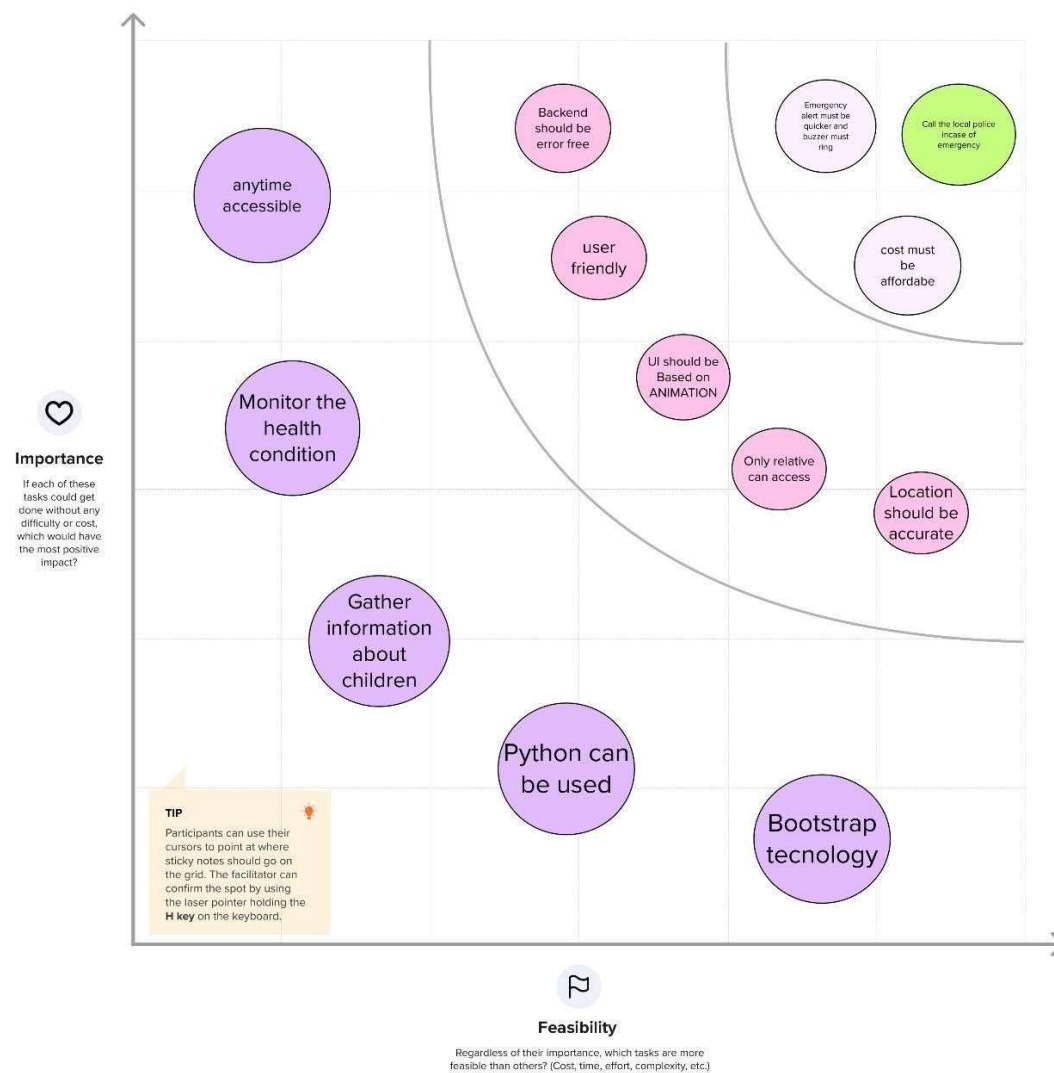 Backend
should be
error free
Emergency
alert must be
quicker and
buzzer must
ring
Call the local police
incase of
emergency
anytime
accessible
user
friendly
cost must
be
affordabe
UI should be
Based on
ANIMATION
Monitor the
health
condition
Only relative
can access
Location
should be
accurate
Importance
If each of these
tasks could get
done without any
difficulty or cost,
which would have
the most positive
impact?
Gather
information
about
children
Python can
be used
Bootstrap
tecnology
TIP
Participants can use their
cursors to point at where
sticky notes should go on
the grid. The facilitator can
confirm the spot by using
the laser pointer holding the
H key on the keyboard.
Feasibility
Regardless of their importance, which tasks are more
feasible than others? (Cost, time, effort, complexity, etc.)